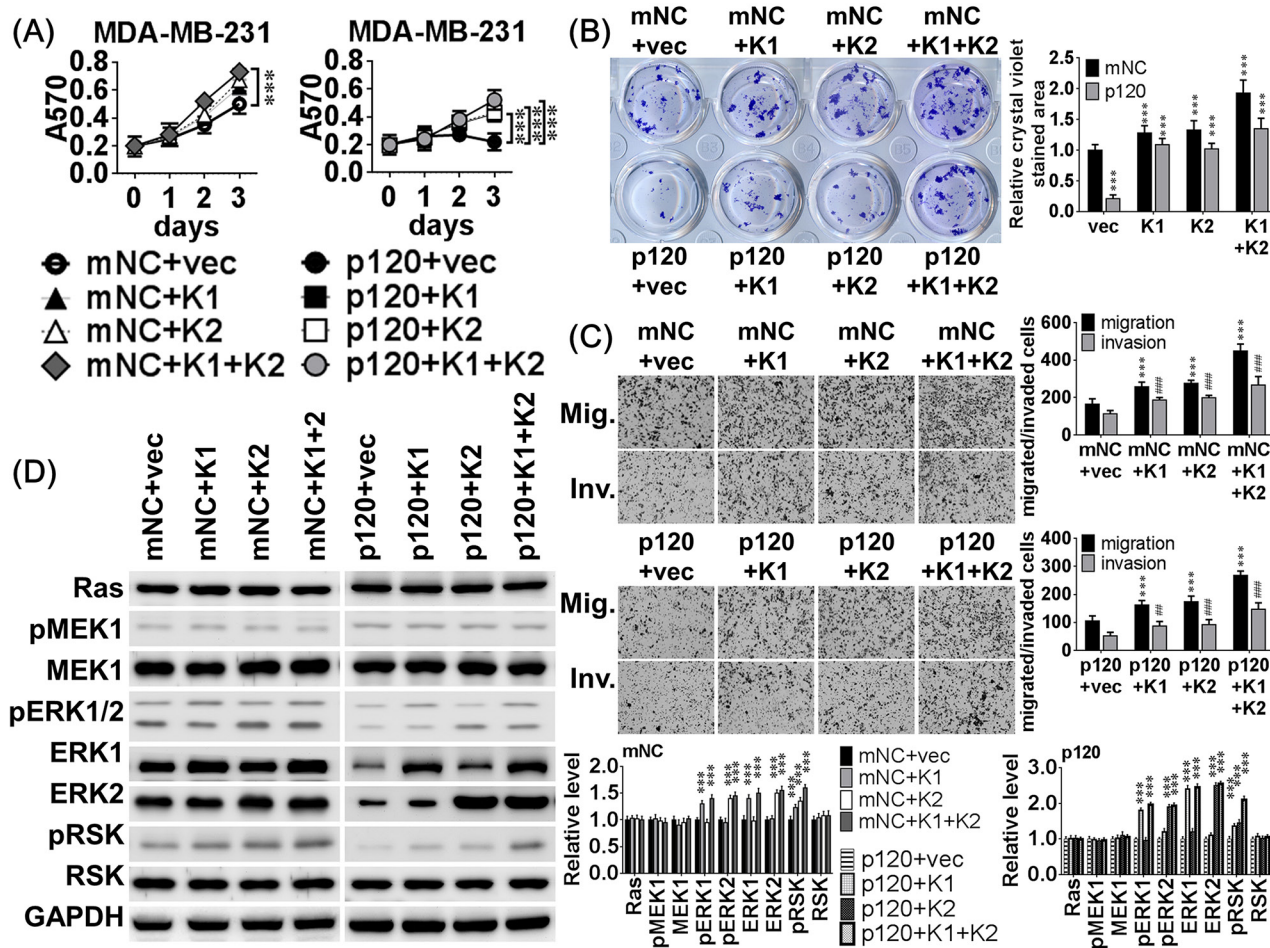 (A)
MDA-MB-231
A570
0.8
0.6
0.4
0.2
0.0
0 1 2 3
days
***
MDA-MB-231
A570
0.8
0.6
0.4
0.2
0.0
0 1 2 3
days
*** *** ***
mNC+vec
mNC+K1
mNC+K2
mNC+K1+K2
p120+vec
p120+K1
p120+K2
p120+K1+K2
(B)
mNC +vec
mNC +K1
mNC +K2
mNC +K1+K2
B3 B4 B5
p120 +vec
p120 +K1
p120 +K2
p120 +K1+K2
Relative crystal violet
stained area
2.5
2.0
1.5
1.0
0.5
0.0
mNC
p120
*** *** *** *** *** *** ***
vec K1 K2 K1 +K2
(C)
mNC +vec
mNC +K1
mNC +K2
mNC +K1+K2
Mig.
Inv.
p120 +vec
p120 +K1
p120 +K2
p120 +K1+K2
Mig.
Inv.
migrated/invaded cells
600
400
200
0
migration
invasion
*** ### *** ### *** ###
mNC +vec
mNC +K1
mNC +K2
mNC +K1 +K2
migrated/invaded cells
400
300
200
100
0
migration
invasion
*** ## *** ### *** ###
p120 +vec
p120 +K1
p120 +K2
p120 +K1 +K2
(D)
mNC+vec
mNC+K1
mNC+K2
mNC+K1+2
p120+vec
p120+K1
p120+K2
p120+K1+K2
Ras
pMEK1
MEK1
pERK1/2
ERK1
ERK2
pRSK
RSK
GAPDH
mNC
Relative level
2.0
1.5
1.0
0.5
0.0
*** *** *** *** *** *** *** *** *** *** ***
Ras
pMEK1
MEK1
pERK1
pERK2
ERK1
ERK2
pRSK
RSK
mNC+vec
mNC+K1
mNC+K2
mNC+K1+K2
p120+vec
p120+K1
p120+K2
p120+K1+K2
p120
Relative level
3.0
2.0
1.0
0.0
*** *** *** *** *** *** *** *** *** *** ***
Ras
pMEK1
MEK1
pERK1
pERK2
ERK1
ERK2
pRSK
RSK